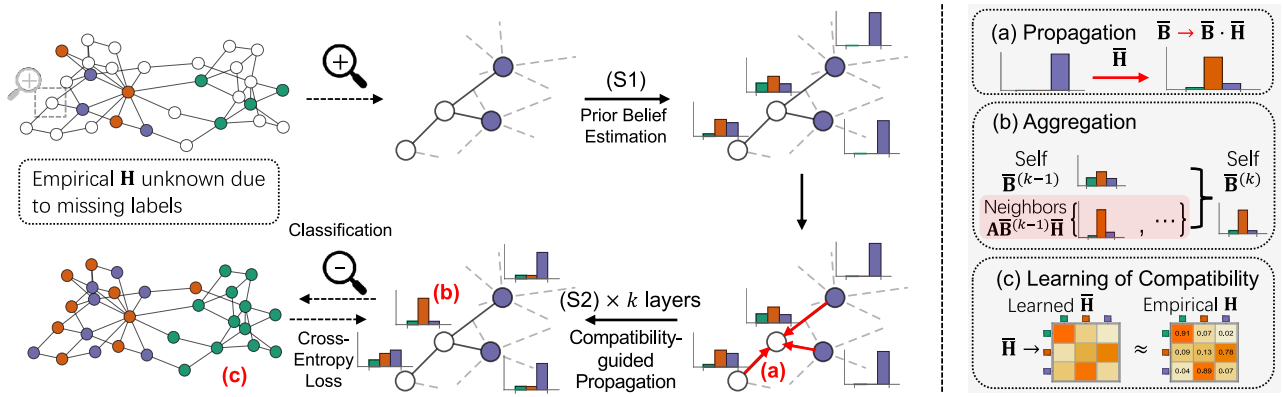 (S1)
Prior Belief
Estimation
Empirical H unknown due
to missing labels
Classification
Cross-
Entropy
Loss
(c)
(b)
(S2) × k layers
Compatibility-
guided
Propagation
(a)
(a) Propagation
B̅ → B̅ · H̅
H̅
(b) Aggregation
Self
B̅⁽ᵏ⁻¹⁾
Neighbors
AB̅⁽ᵏ⁻¹⁾H̅ { , ⋯ }
Self
B̅⁽ᵏ⁾
(c) Learning of Compatibility
Learned H̅
Empirical H
H̅ → ≈
0.91 0.07 0.02
0.09 0.13 0.78
0.04 0.89 0.07